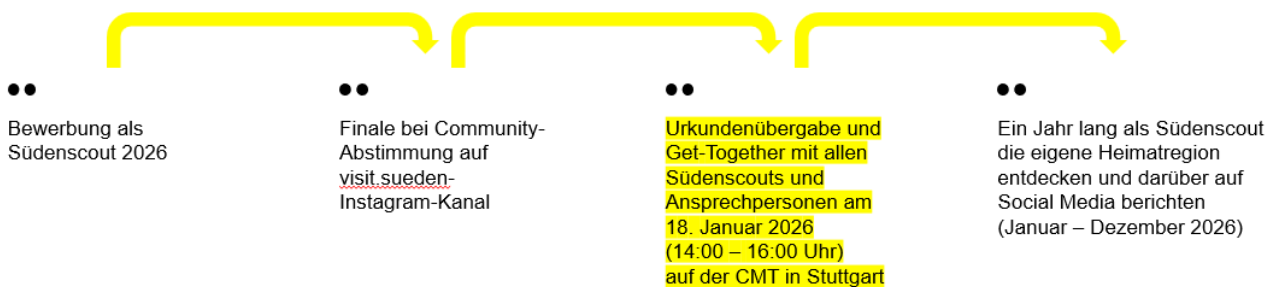 Bewerbung als
Südenscout 2026
Finale bei Community-
Abstimmung auf
visit.sueden-
Instagram-Kanal
Urkundenübergabe und
Get-Together mit allen
Südenscouts und
Ansprechpersonen am
18. Januar 2026
(14:00 – 16:00 Uhr)
auf der CMT in Stuttgart
Ein Jahr lang als Südenscout
die eigene Heimatregion
entdecken und darüber auf
Social Media berichten
(Januar – Dezember 2026)